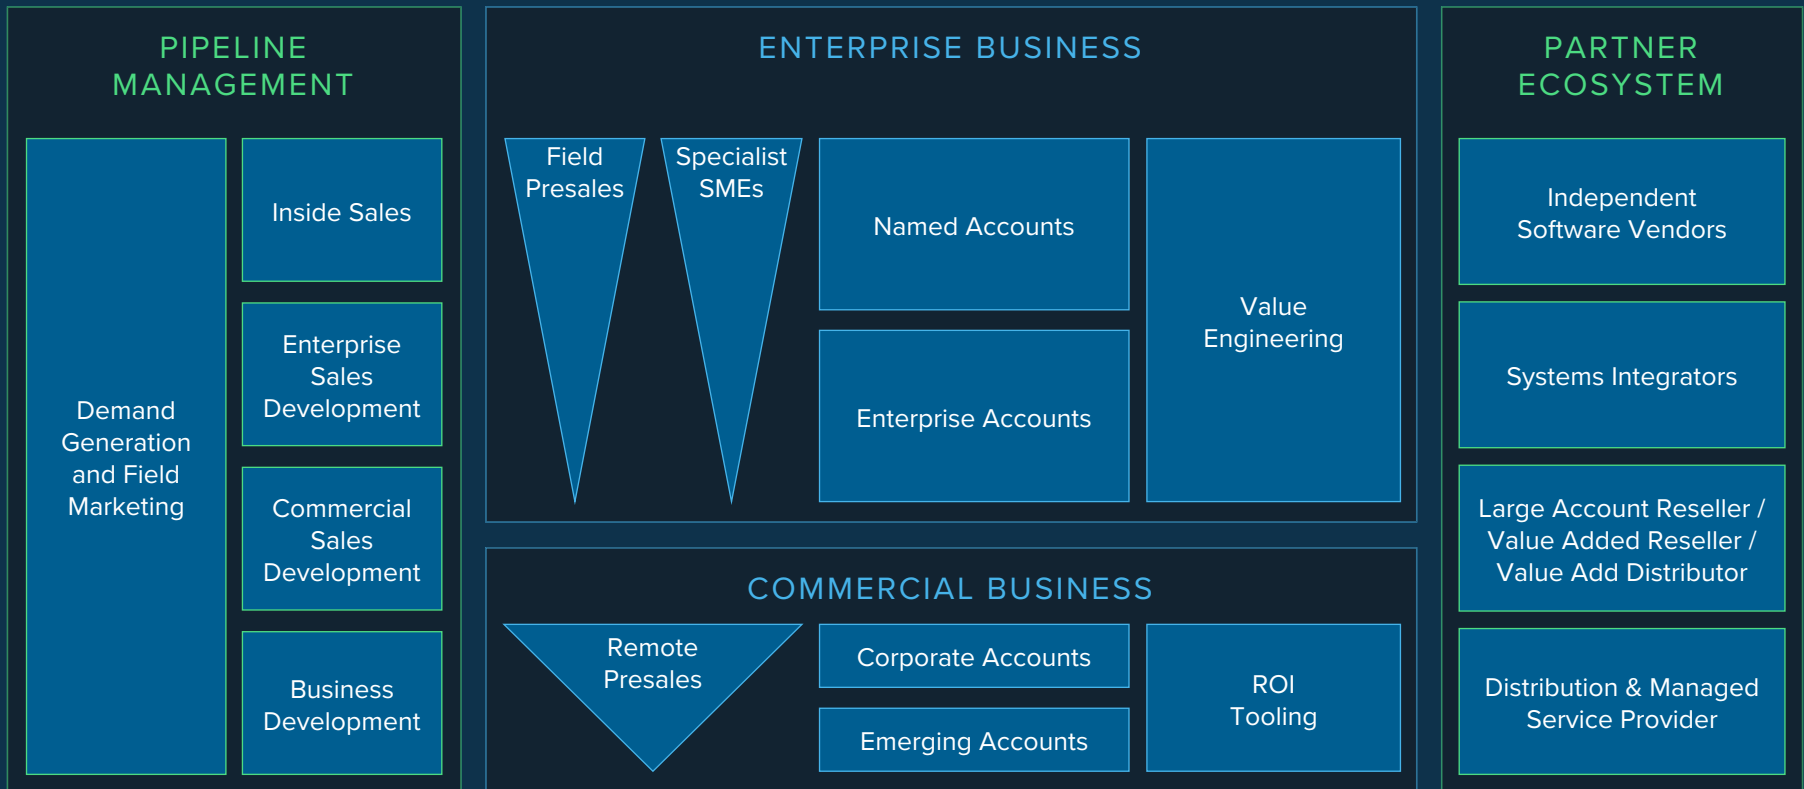 PIPELINE
MANAGEMENT
Demand
Generation
and Field
Marketing
Inside Sales
Enterprise
Sales
Development
Commercial
Sales
Development
Business
Development
ENTERPRISE BUSINESS
Field
Presales
Specialist
SMEs
Named Accounts
Enterprise Accounts
Value
Engineering
COMMERCIAL BUSINESS
Remote
Presales
Corporate Accounts
Emerging Accounts
ROI
Tooling
PARTNER
ECOSYSTEM
Independent
Software Vendors
Systems Integrators
Large Account Reseller /
Value Added Reseller /
Value Add Distributor
Distribution & Managed
Service Provider